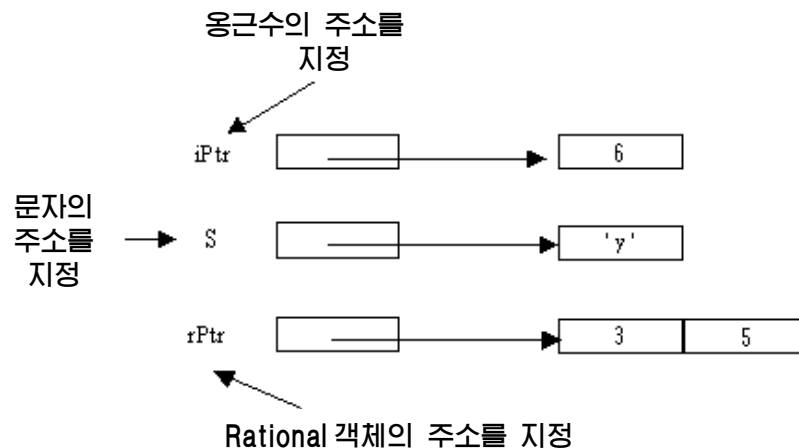 옹근수의 주소를
지정
iPtr
6
문자의
주소를
지정
S
'y'
rPtr
3
5
Rational 객체의 주소를 지정